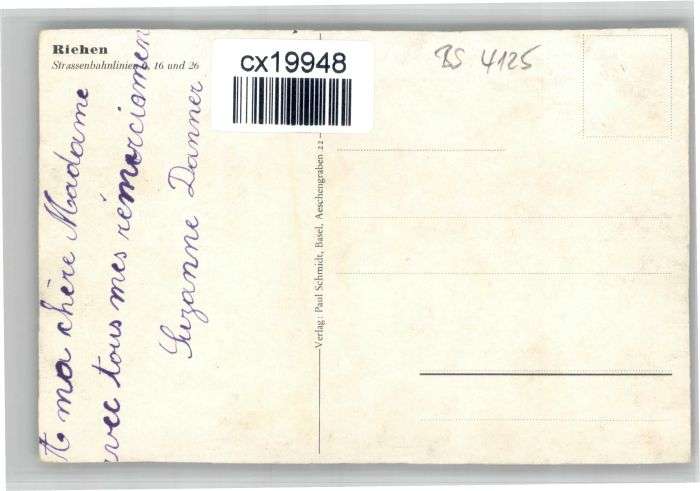 Riehen
Strassenbahnlinien 6, 16 und 26
cx19948
BS 4125
A ma chère Madame
avec tous mes rémerciemen
Suzanne Danner
Verlag: Paul Schmidt, Basel, Aeschengraben 22